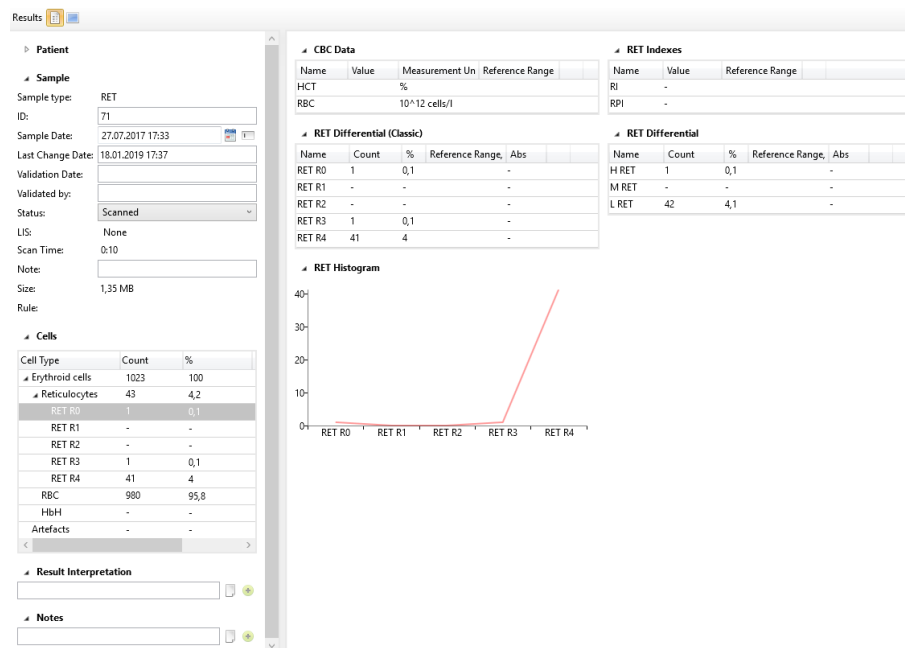 Results
Patient
Sample
Sample type: RET
ID: 71
Sample Date: 27.07.2017 17:33
Last Change Date: 18.01.2019 17:37
Validation Date:
Validated by:
Status: Scanned
LIS: None
Scan Time: 0:10
Note:
Size: 1,35 MB
Rule:
Cells
Cell Type Count %
Erythroid cells 1023 100
Reticulocytes 43 4,2
RET R0 1 0,1
RET R1 - -
RET R2 - -
RET R3 1 0,1
RET R4 41 4
RBC 980 95,8
HbH - -
Artefacts - -
Result Interpretation
Notes
CBC Data
Name Value Measurement Un Reference Range
HCT %
RBC 10^12 cells/l
RET Differential (Classic)
Name Count % Reference Range, Abs
RET R0 1 0,1 -
RET R1 - - -
RET R2 - - -
RET R3 1 0,1 -
RET R4 41 4 -
RET Histogram
40
30
20
10
0
RET R0 RET R1 RET R2 RET R3 RET R4
RET Indexes
Name Value Reference Range
RI -
RPI -
RET Differential
Name Count % Reference Range, Abs
H RET 1 0,1 -
M RET - - -
L RET 42 4,1 -